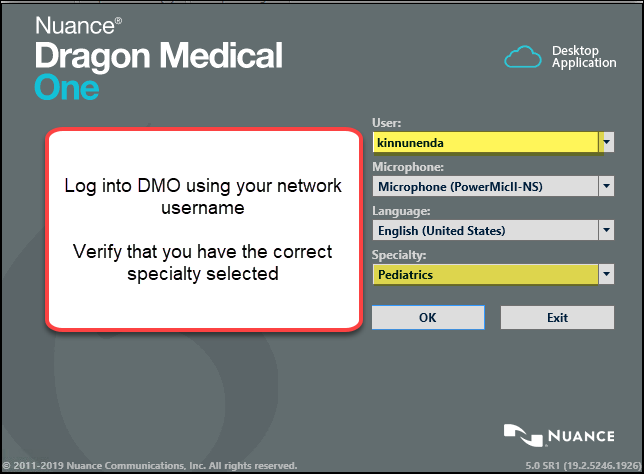 Nuance®
Dragon Medical
One
Desktop
Application
Log into DMO using your network
username
Verify that you have the correct
specialty selected
User:
kinnunenda
Microphone:
Microphone (PowerMicII-NS)
Language:
English (United States)
Specialty:
Pediatrics
OK
Exit
NUANCE
© 2011-2019 Nuance Communications, Inc. All rights reserved.
5.0 SR1 (19.2.5246.1926)